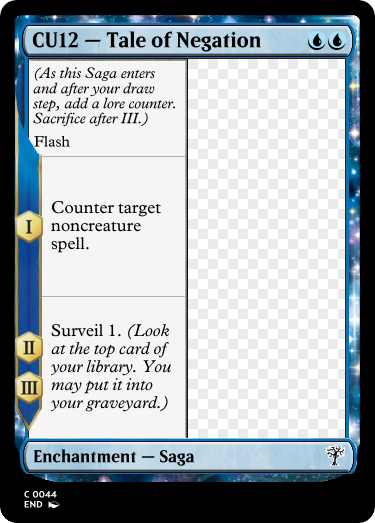 CU12 — Tale of Negation
(As this Saga enters
and after your draw
step, add a lore counter.
Sacrifice after III.)
Flash
I
Counter target
noncreature
spell.
II
III
Surveil 1. (Look
at the top card of
your library. You
may put it into
your graveyard.)
Enchantment — Saga
C 0044
END